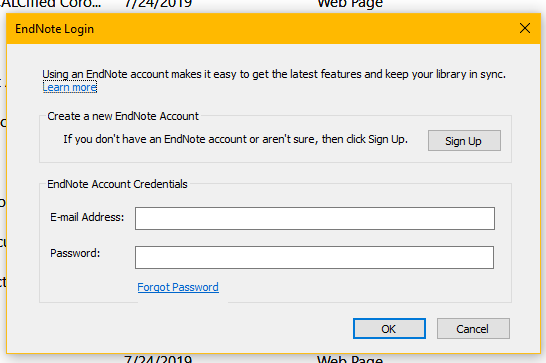 ALCified Coro... 7/24/2019 Web Page
EndNote Login
Using an EndNote account makes it easy to get the latest features and keep your library in sync.
Learn more
Create a new EndNote Account
If you don't have an EndNote account or aren't sure, then click Sign Up. Sign Up
EndNote Account Credentials
E-mail Address:
Password:
Forgot Password
OK Cancel
7/24/2019 Web Page